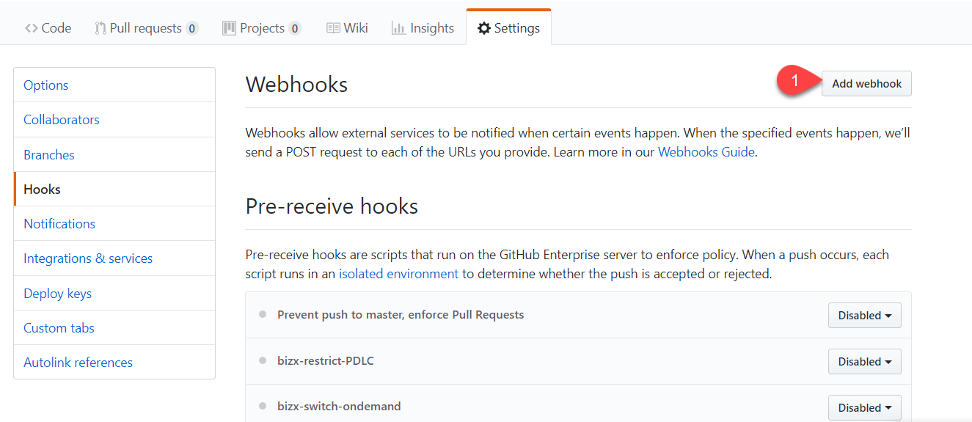 Code Pull requests 0 Projects 0 Wiki Insights Settings
Options
Collaborators
Branches
Hooks
Notifications
Integrations & services
Deploy keys
Custom tabs
Autolink references
Webhooks
1
Add webhook
Webhooks allow external services to be notified when certain events happen. When the specified events happen, we'll
send a POST request to each of the URLs you provide. Learn more in our Webhooks Guide.
Pre-receive hooks
Pre-receive hooks are scripts that run on the GitHub Enterprise server to enforce policy. When a push occurs, each
script runs in an isolated environment to determine whether the push is accepted or rejected.
Prevent push to master, enforce Pull Requests Disabled
bizx-restrict-PDLC Disabled
bizx-switch-ondemand Disabled